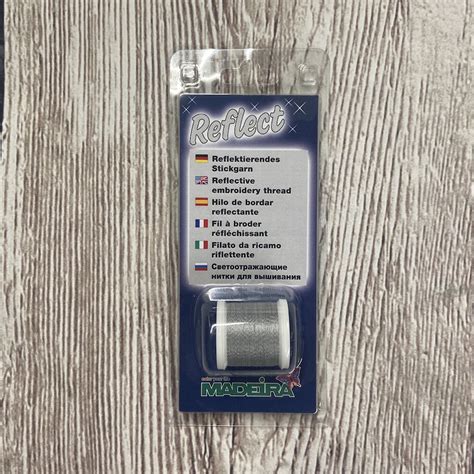 Reflect
Reflektierendes
Stickgarn
Reflective
embroidery thread
Hilo de bordar
reflectante
Fil à broder
réfléchissant
Filato da ricamo
riflettente
Светоотражающие
нитки для вышивания
MADEIRA